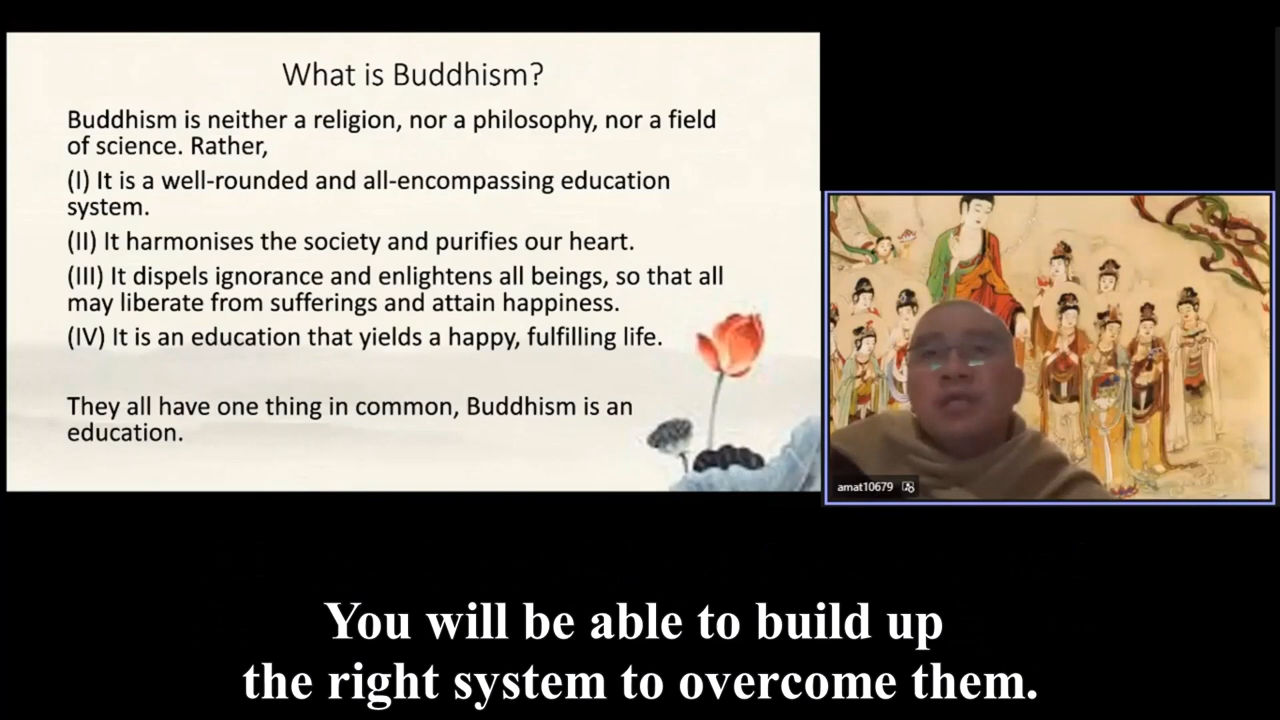 What is Buddhism?
Buddhism is neither a religion, nor a philosophy, nor a field
of science. Rather,
(I) It is a well-rounded and all-encompassing education
system.
(II) It harmonises the society and purifies our heart.
(III) It dispels ignorance and enlightens all beings, so that all
may liberate from sufferings and attain happiness.
(IV) It is an education that yields a happy, fulfilling life.
They all have one thing in common, Buddhism is an
education.
amat10679
You will be able to build up
the right system to overcome them.